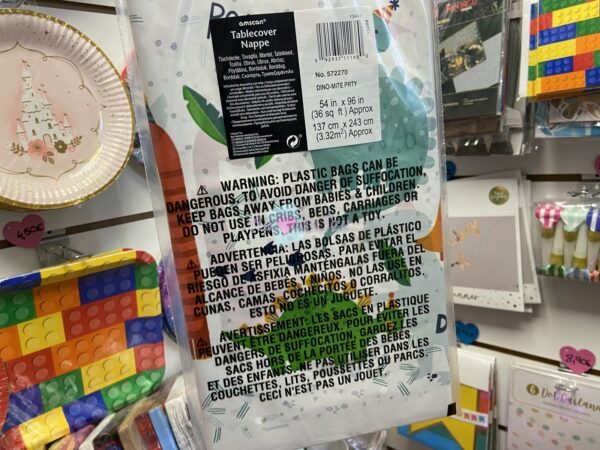 amscan
Tablecover
Nappe
No. 572270
DINO-MITE PRTY
54 in x 96 in
(36 sq ft) Approx
137 cm x 243 cm
(3.32m²) Approx
WARNING: PLASTIC BAGS CAN BE
DANGEROUS, TO AVOID DANGER OF SUFFOCATION,
KEEP BAGS AWAY FROM BABIES & CHILDREN.
DO NOT USE IN CRIBS, BEDS, CARRIAGES OR
PLAYPENS, THIS IS NOT A TOY.
ADVERTENCIA: LAS BOLSAS DE PLÁSTICO
PUEDEN SER PELIGROSAS. PARA EVITAR EL
RIESGO DE ASFIXIA MANTÉNGALAS FUERA DEL
ALCANCE DE BEBÉS Y NIÑOS. NO LAS USE EN
CUNAS, CAMAS, COCHECITOS O CORRALITOS.
ESTO NO ES UN JUGUETE.
AVERTISSEMENT: LES SACS EN PLASTIQUE
PEUVENT ÊTRE DANGEREUX. POUR ÉVITER LES
DANGERS DE SUFFOCATION, GARDEZ LES
SACS HORS DE LA PORTÉE DES BÉBÉS
ET DES ENFANTS. NE PAS UTILISER DANS LES
COUCHETTES, LITS, POUSSETTES OU PARCS.
CECI N'EST PAS UN JOUET.
4,50€
8,90€
6 Dot Garland